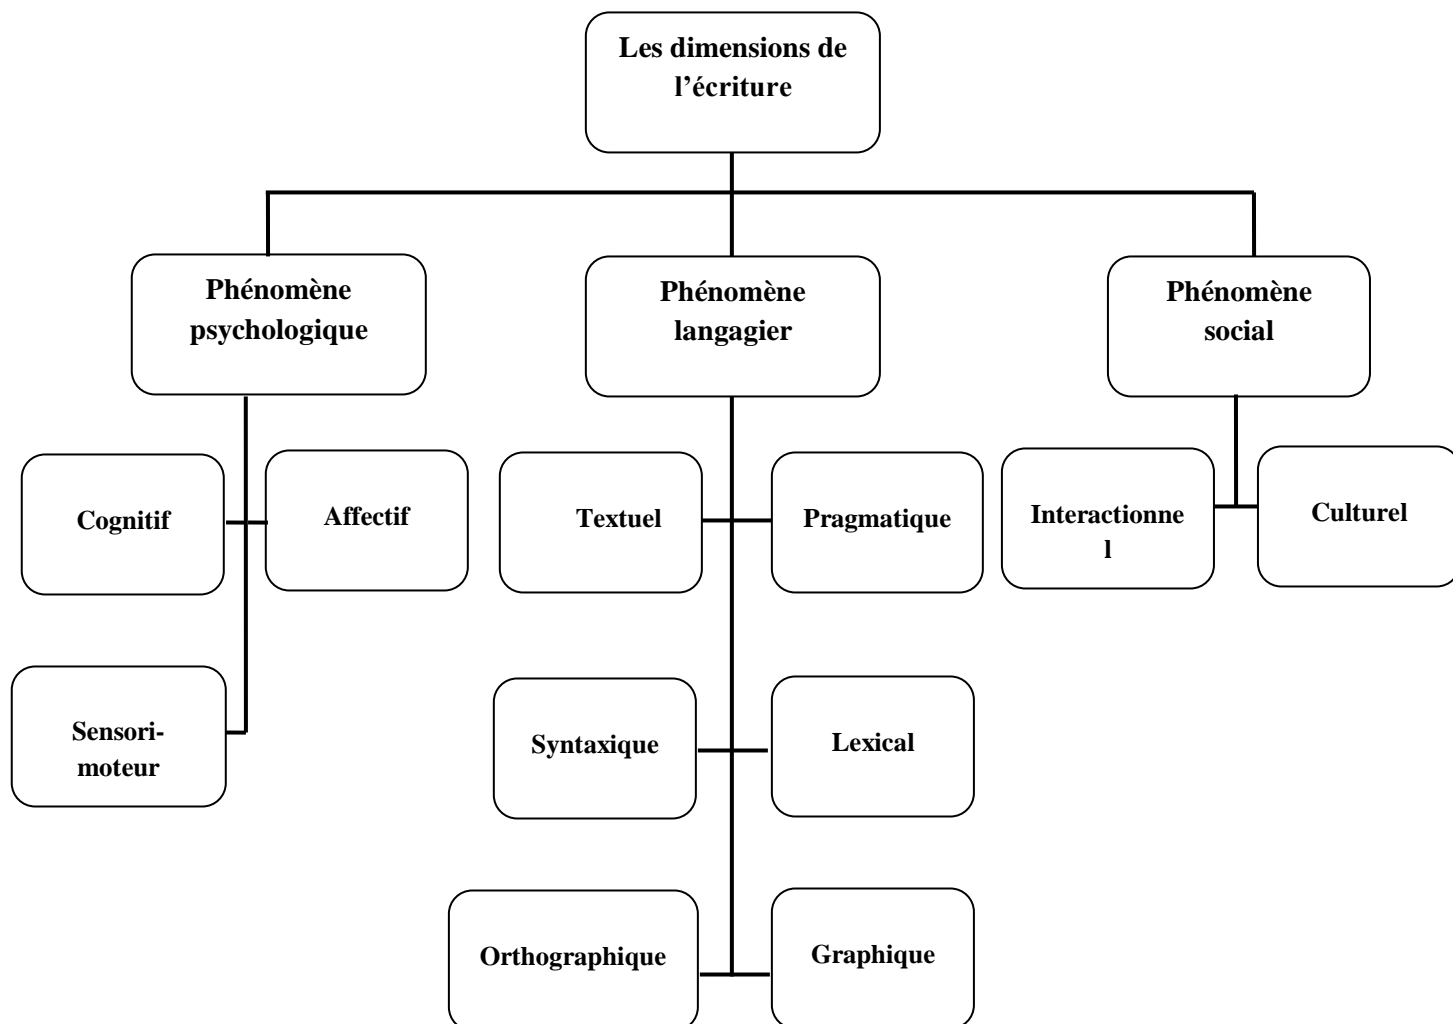 Les dimensions de
l’écriture
Phénomène
psychologique
Phénomène
langagier
Phénomène
social
Cognitif
Affectif
Textuel
Pragmatique
Interactionne
l
Culturel
Sensori-
moteur
Syntaxique
Lexical
Orthographique
Graphique